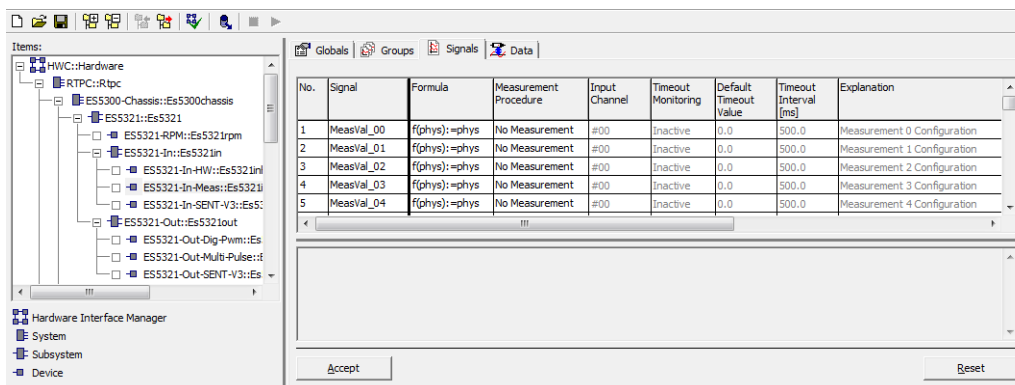 Items:
HWC::Hardware
RTPC::Rtpc
ES5300-Chassis::Es5300chassis
ES5321::Es5321
ES5321-RPM::Es5321rpm
ES5321-In::Es5321in
ES5321-In-HW::Es5321inl
ES5321-In-Meas::Es5321i
ES5321-In-SENT-V3::Es53
ES5321-Out::Es5321out
ES5321-Out-Dig-Pwm::Es
ES5321-Out-Multi-Pulse::E
ES5321-Out-SENT-V3::Es
Hardware Interface Manager
System
Subsystem
Device
Globals Groups Signals Data
No. Signal Formula Measurement Procedure Input Channel Timeout Monitoring Default Timeout Value Timeout Interval [ms] Explanation
1 MeasVal_00 f(phys):=phys No Measurement #00 Inactive 0.0 500.0 Measurement 0 Configuration
2 MeasVal_01 f(phys):=phys No Measurement #00 Inactive 0.0 500.0 Measurement 1 Configuration
3 MeasVal_02 f(phys):=phys No Measurement #00 Inactive 0.0 500.0 Measurement 2 Configuration
4 MeasVal_03 f(phys):=phys No Measurement #00 Inactive 0.0 500.0 Measurement 3 Configuration
5 MeasVal_04 f(phys):=phys No Measurement #00 Inactive 0.0 500.0 Measurement 4 Configuration
Accept Reset